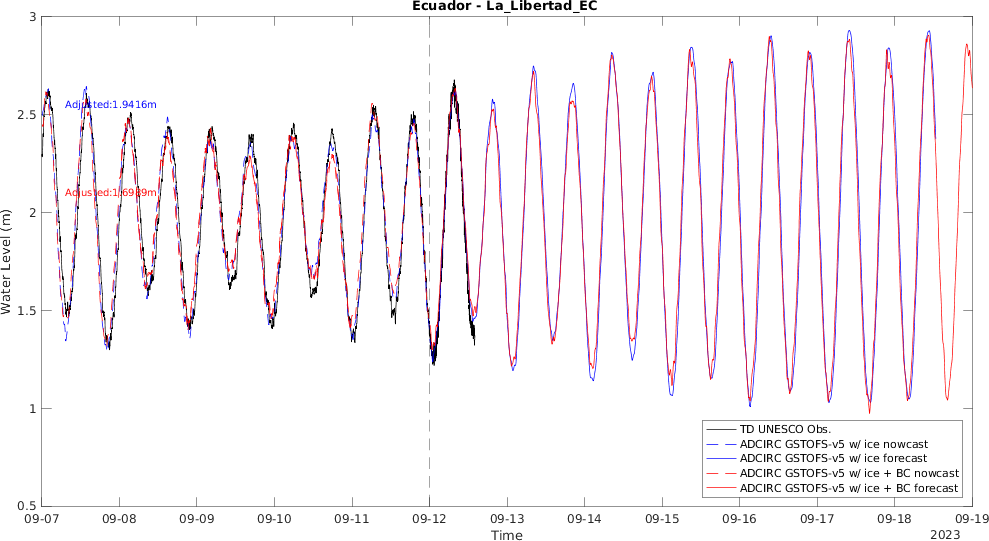 Ecuador - La_Libertad_EC
3
2.5
2
1.5
1
0.5
Water Level (m)
Adjusted:1.9416m
Adjusted:1.6989m
TD UNESCO Obs.
ADCIRC GSTOFS-v5 w/ ice nowcast
ADCIRC GSTOFS-v5 w/ ice forecast
ADCIRC GSTOFS-v5 w/ ice + BC nowcast
ADCIRC GSTOFS-v5 w/ ice + BC forecast
09-07 09-08 09-09 09-10 09-11 09-12 09-13 09-14 09-15 09-16 09-17 09-18 09-19
Time
2023